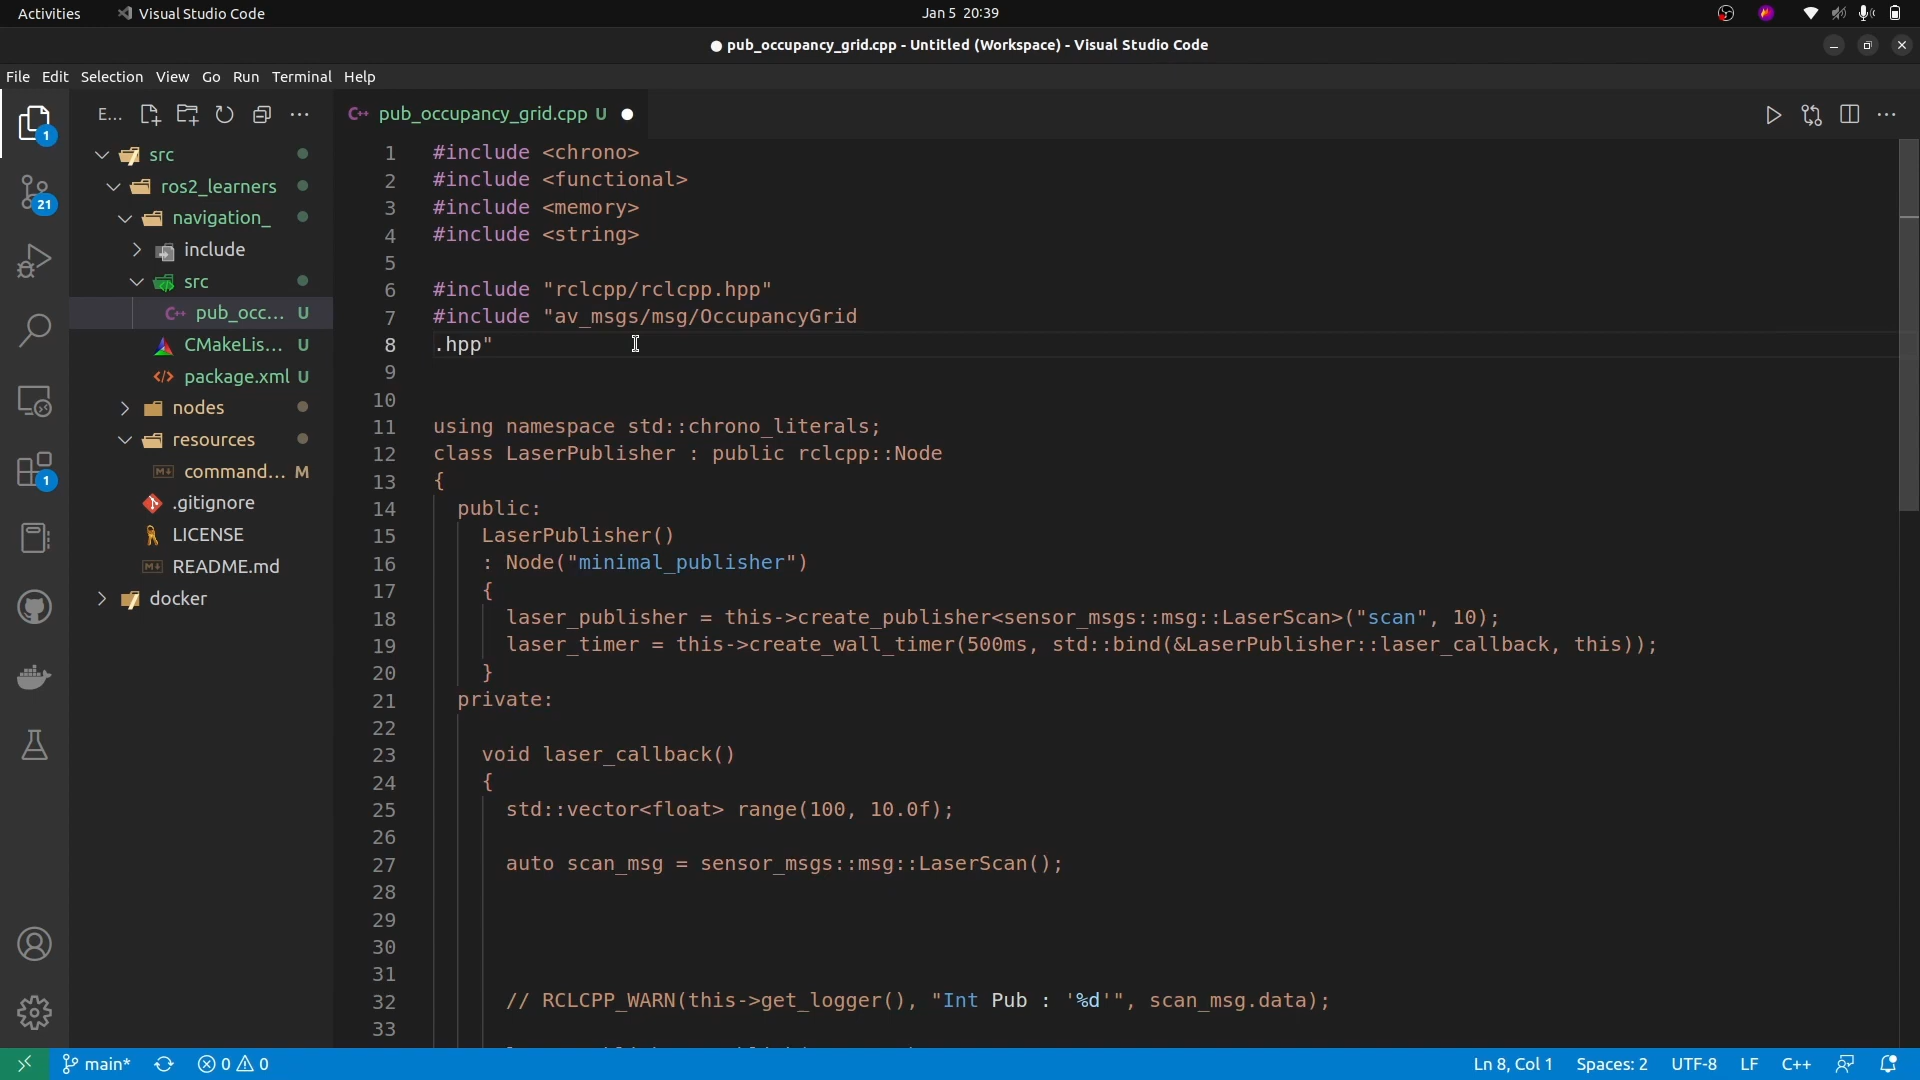 Activities
Visual Studio Code
Jan 5 20:39
● pub_occupancy_grid.cpp - Untitled (Workspace) - Visual Studio Code
File Edit Selection View Go Run Terminal Help
E...
pub_occupancy_grid.cpp U
1
21
1
src
ros2_learners
navigation_
include
src
pub_occ... U
CMakeLis... U
package.xml U
nodes
resources
command... M
.gitignore
LICENSE
README.md
docker
1 #include <chrono>
2 #include <functional>
3 #include <memory>
4 #include <string>
5
6 #include "rclcpp/rclcpp.hpp"
7 #include "av_msgs/msg/OccupancyGrid
8 .hpp"
9
10
11 using namespace std::chrono_literals;
12 class LaserPublisher : public rclcpp::Node
13 {
14 public:
15 LaserPublisher()
16 : Node("minimal_publisher")
17 {
18 laser_publisher = this->create_publisher<sensor_msgs::msg::LaserScan>("scan", 10);
19 laser_timer = this->create_wall_timer(500ms, std::bind(&LaserPublisher::laser_callback, this));
20 }
21 private:
22
23 void laser_callback()
24 {
25 std::vector<float> range(100, 10.0f);
26
27 auto scan_msg = sensor_msgs::msg::LaserScan();
28
29
30
31
32 // RCLCPP_WARN(this->get_logger(), "Int Pub : '%d'", scan_msg.data);
33
main*
0 0
Ln 8, Col 1
Spaces: 2
UTF-8
LF
C++